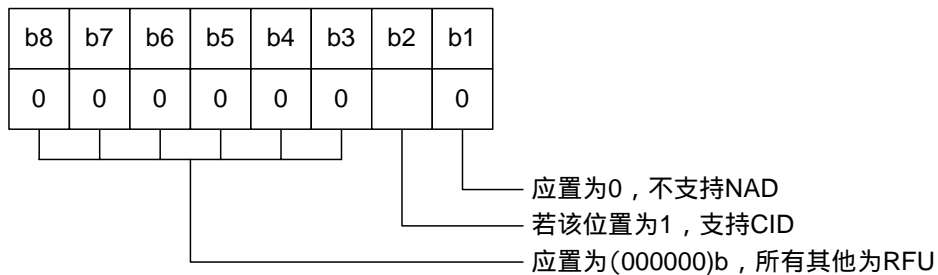 b8 b7 b6 b5 b4 b3 b2 b1
0 0 0 0 0 0 0
应置为0，不支持NAD
若该位置为1，支持CID
应置为(000000)b，所有其他为RFU